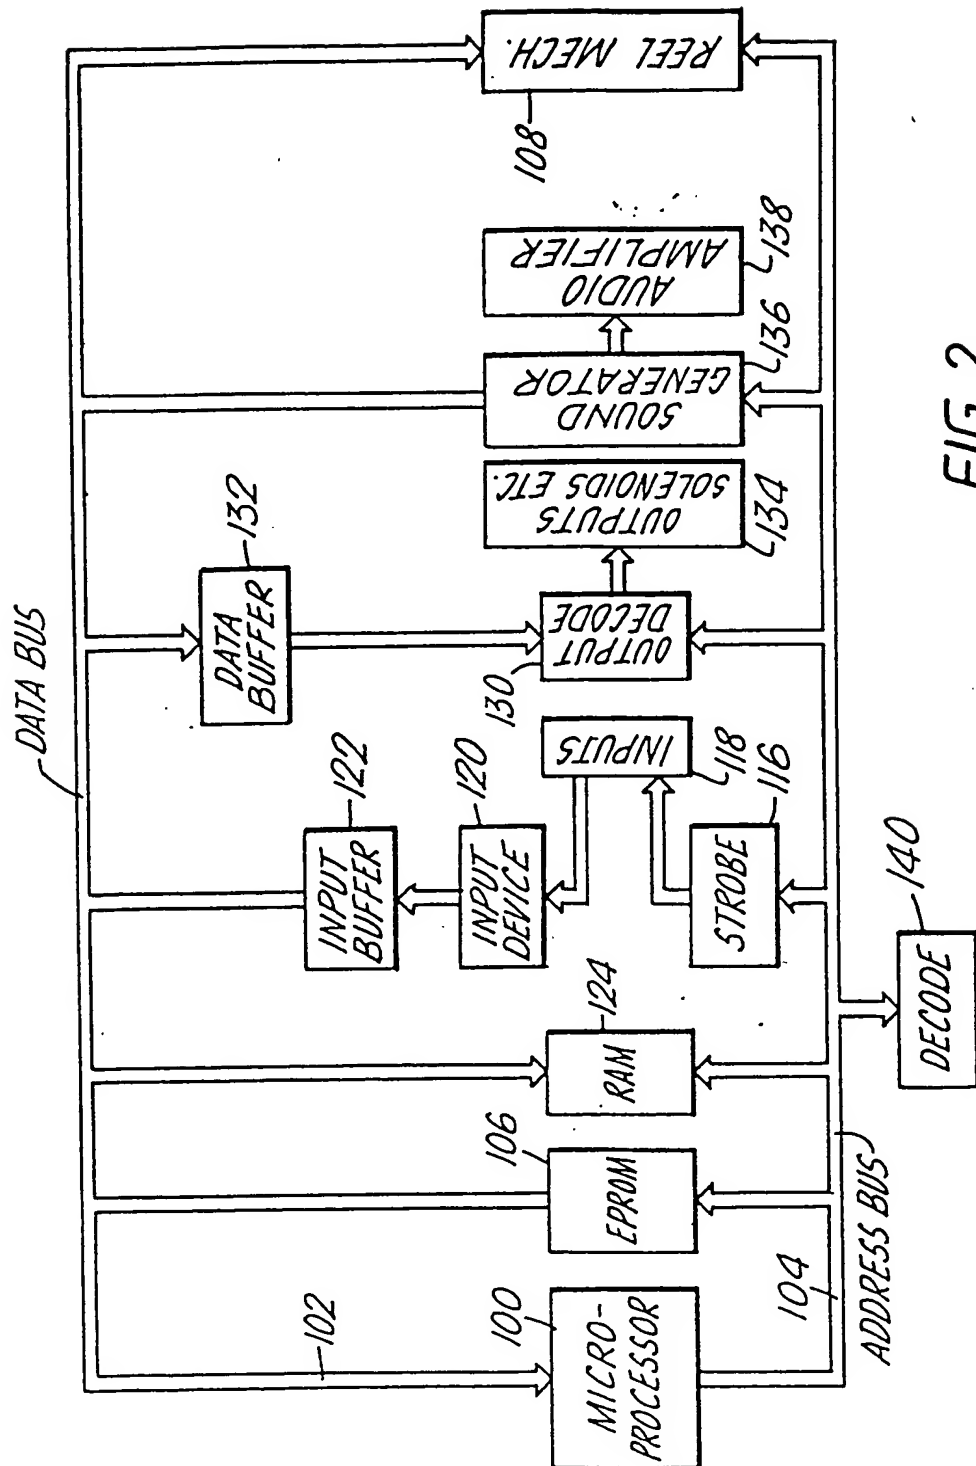 DATA BUS
102
100
MICRO-
PROCESSOR
106
EPROM
124
RAM
122
INPUT
BUFFER
120
INPUT
DEVICE
INPUTS
118
116
STROBE
132
DATA
BUFFER
130
OUTPUT
DECODE
OUTPUTS
SOLENOIDS ETC.
134
SOUND
GENERATOR
136
AUDIO
AMPLIFIER
138
108
REEL MECH.
104
ADDRESS BUS
140
DECODE
FIG. 2